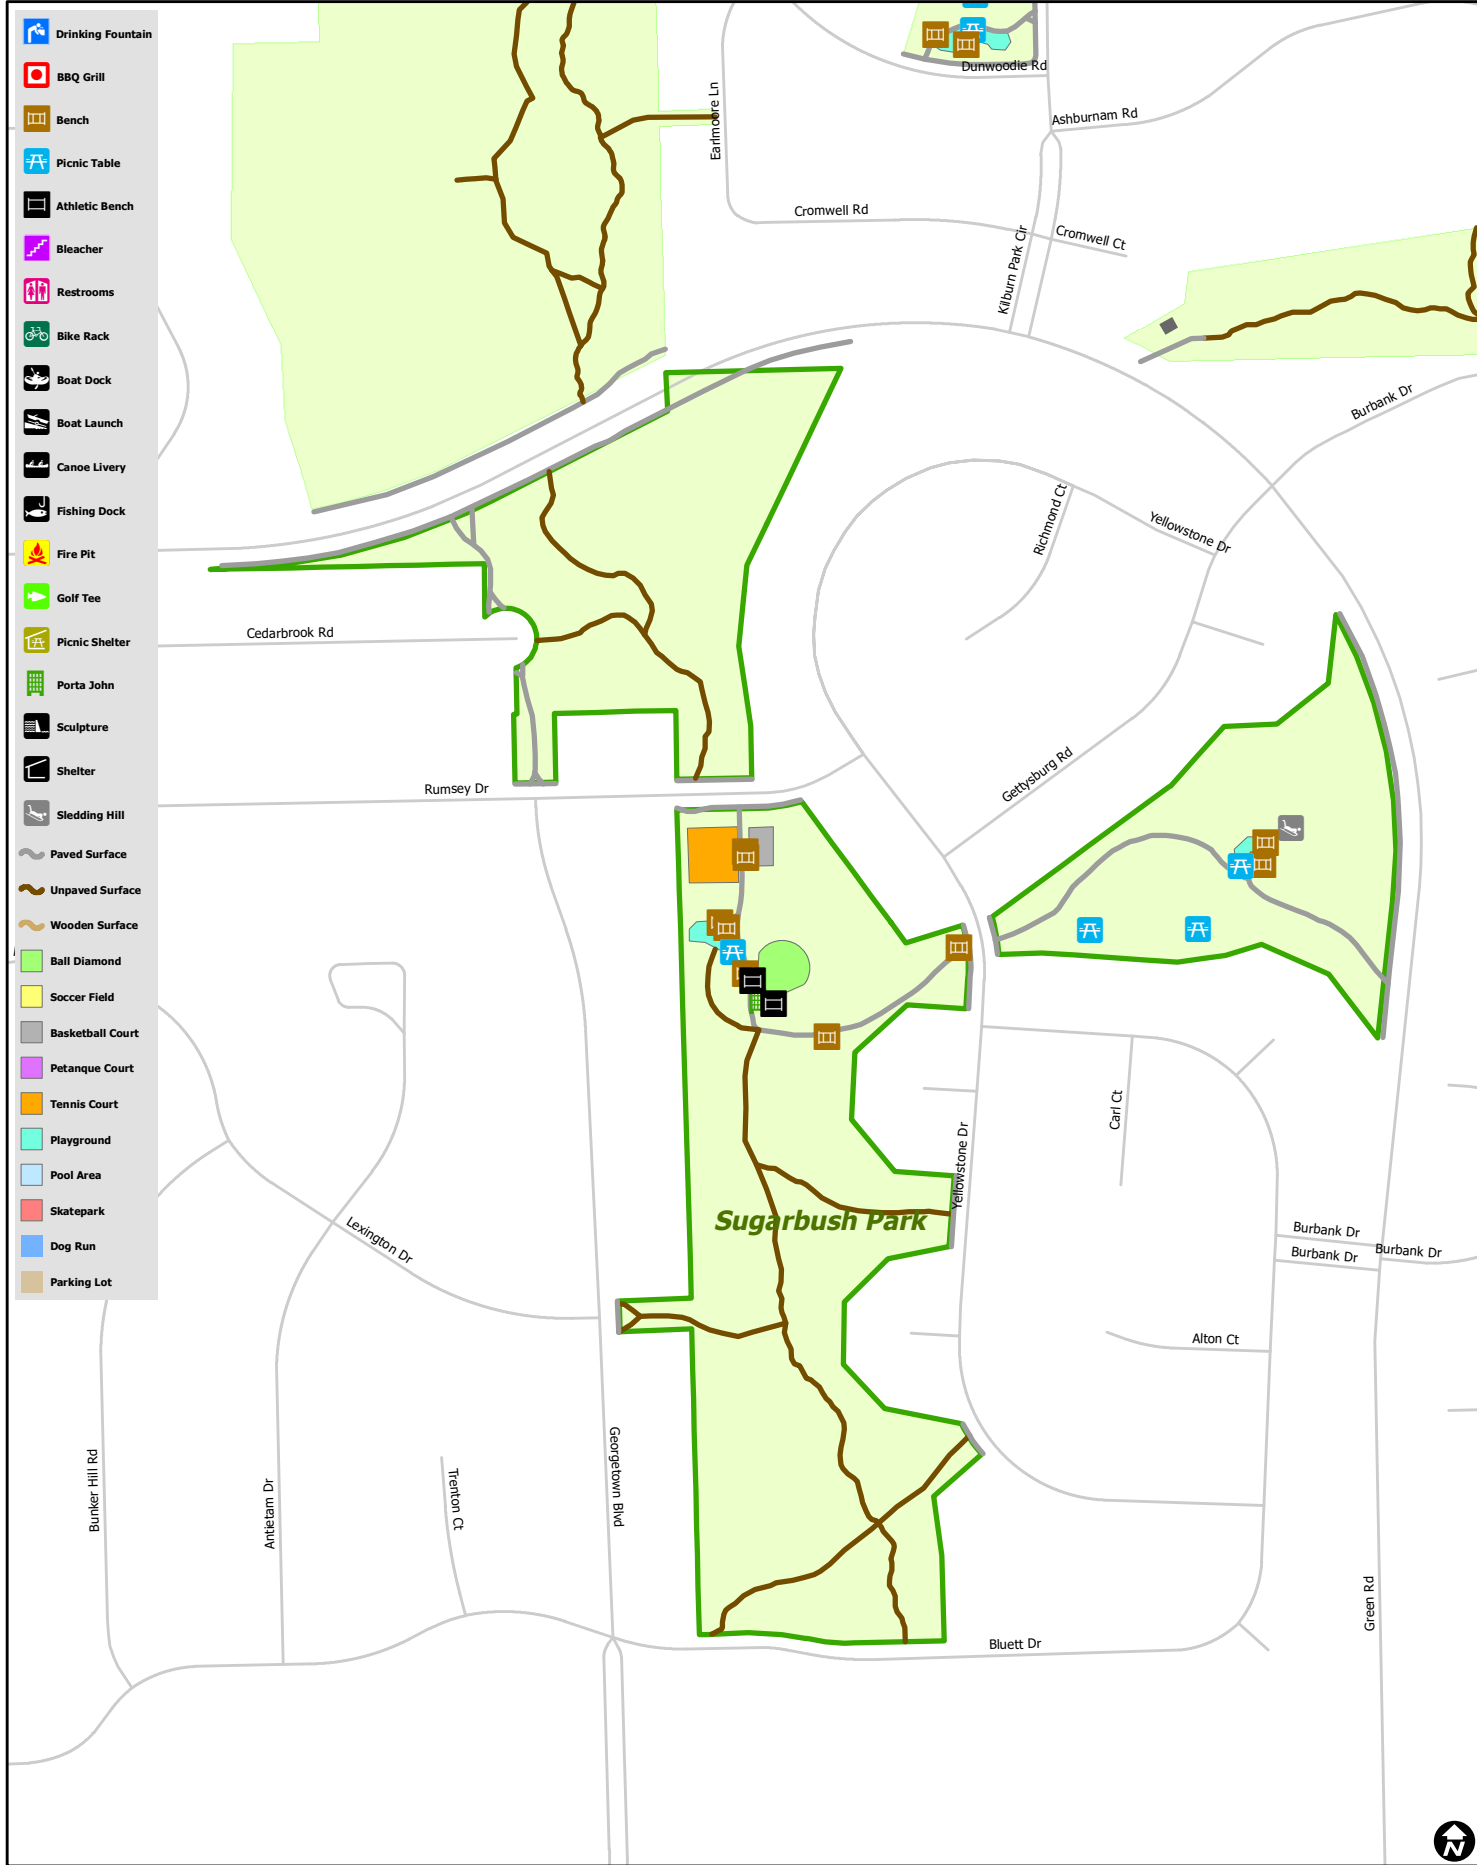 Drinking Fountain
BBQ Grill
Bench
Picnic Table
Athletic Bench
Bleacher
Restrooms
Bike Rack
Boat Dock
Boat Launch
Canoe Livery
Fishing Dock
Fire Pit
Golf Tee
Picnic Shelter
Porta John
Sculpture
Shelter
Sledding Hill
Paved Surface
Unpaved Surface
Wooden Surface
Ball Diamond
Soccer Field
Basketball Court
Petanque Court
Tennis Court
Playground
Pool Area
Skatepark
Dog Run
Parking Lot
Dunwoodie Rd
Earlmoore Ln
Ashburnam Rd
Cromwell Rd
Cromwell Ct
Kilburn Park Cir
Burbank Dr
Richmond Ct
Yellowstone Dr
Cedarbrook Rd
Gettysburg Rd
Rumsey Dr
Carl Ct
Yellowstone Dr
Sugarbush Park
Lexington Dr
Burbank Dr
Burbank Dr
Burbank Dr
Alton Ct
Bunker Hill Rd
Antietam Dr
Trenton Ct
Georgetown Blvd
Green Rd
Bluett Dr
N